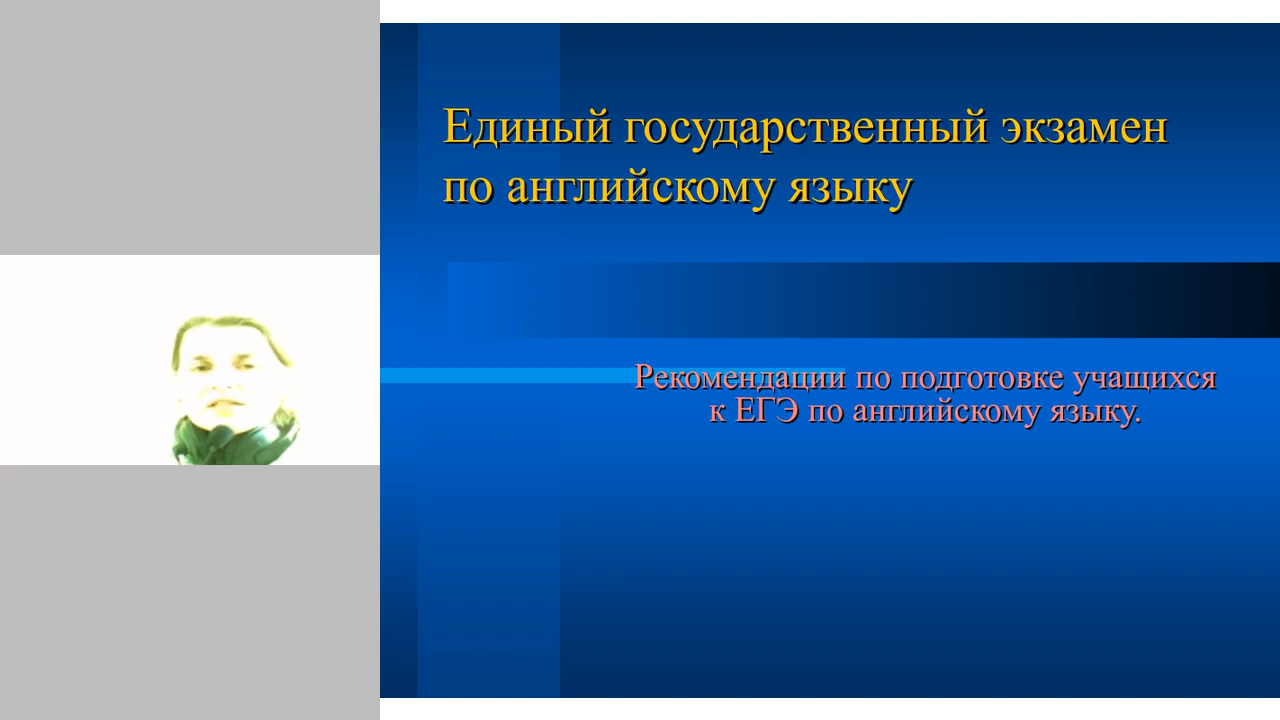 Единый государственный экзамен
по английскому языку
Рекомендации по подготовке учащихся
к ЕГЭ по английскому языку.